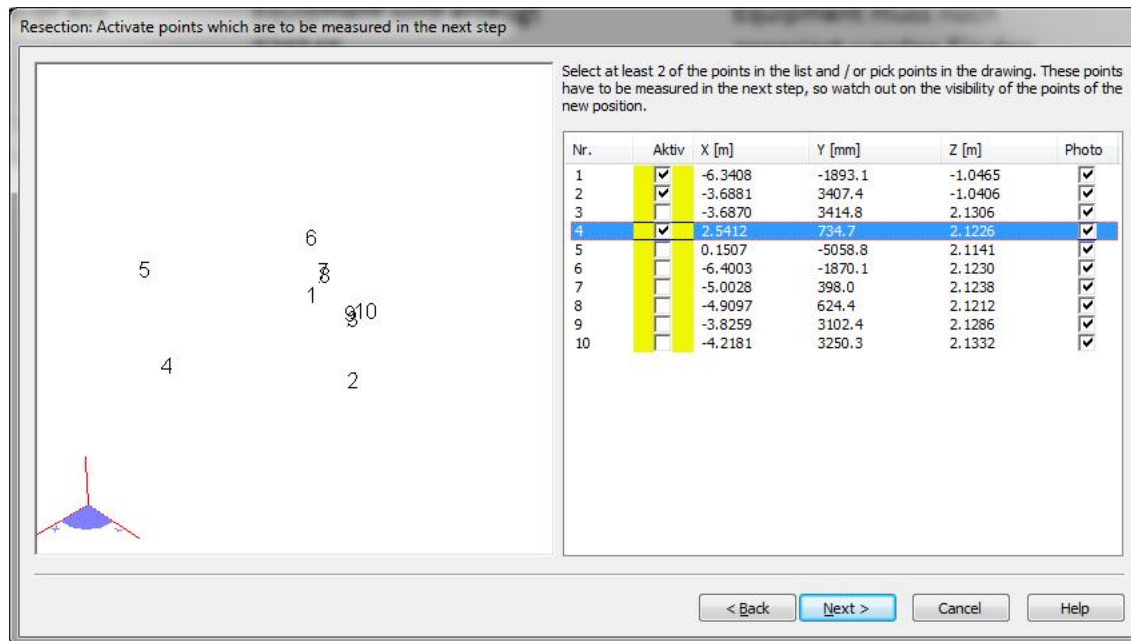 Resection: Activate points which are to be measured in the next step
Select at least 2 of the points in the list and / or pick points in the drawing. These points
have to be measured in the next step, so watch out on the visibility of the points of the
new position.
Nr. Aktiv X [m] Y [mm] Z [m] Photo
1 -6.3408 -1893.1 -1.0465
2 -3.6881 3407.4 -1.0406
3 -3.6870 3414.8 2.1306
4 2.5412 734.7 2.1226
5 0.1507 -5058.8 2.1141
6 -6.4003 -1870.1 2.1230
7 -5.0028 398.0 2.1238
8 -4.9097 624.4 2.1212
9 -3.8259 3102.4 2.1286
10 -4.2181 3250.3 2.1332
6
5
7
8
1
9
10
4
2
< Back Next > Cancel Help